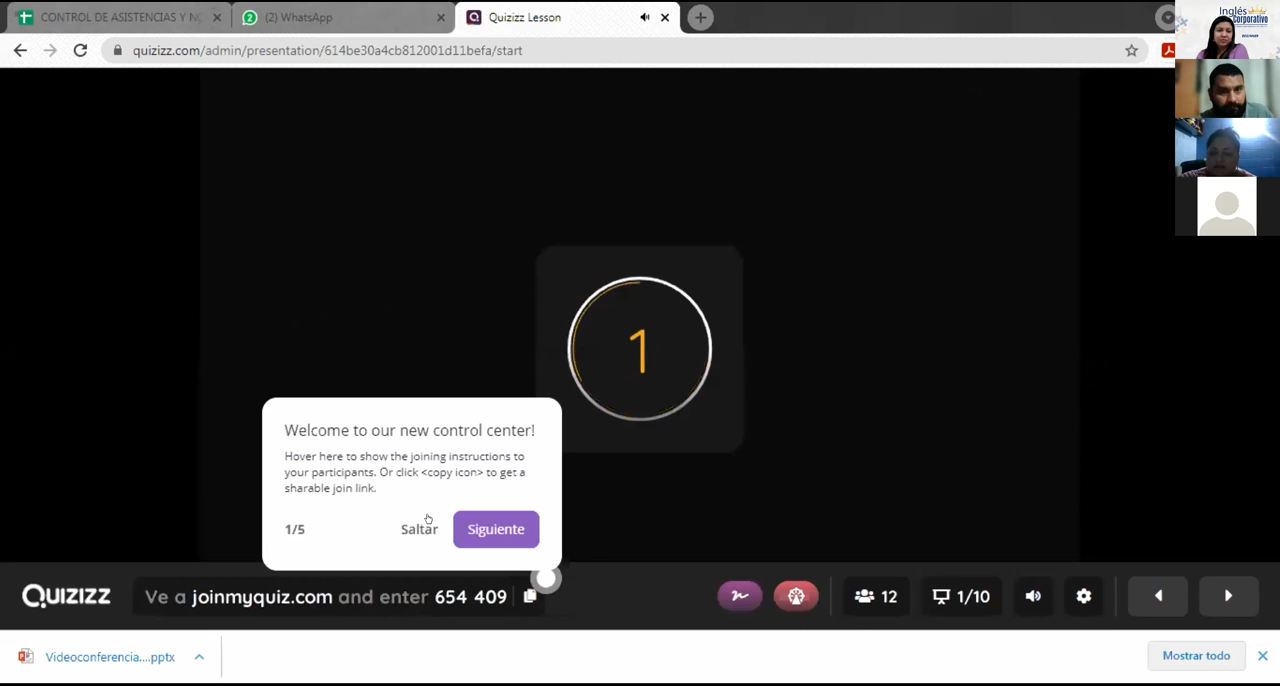 CONTROL DE ASISTENCIAS Y N
(2) WhatsApp
Quizizz Lesson
quizizz.com/admin/presentation/614be30a4cb812001d11befa/start
Inglés
Corporativo
1
Welcome to our new control center!
Hover here to show the joining instructions to
your participants. Or click <copy icon> to get a
sharable join link.
1/5
Saltar
Siguiente
QUIZIZZ
Ve a joinmyquiz.com and enter 654 409
12
1/10
Videoconferencia....pptx
Mostrar todo